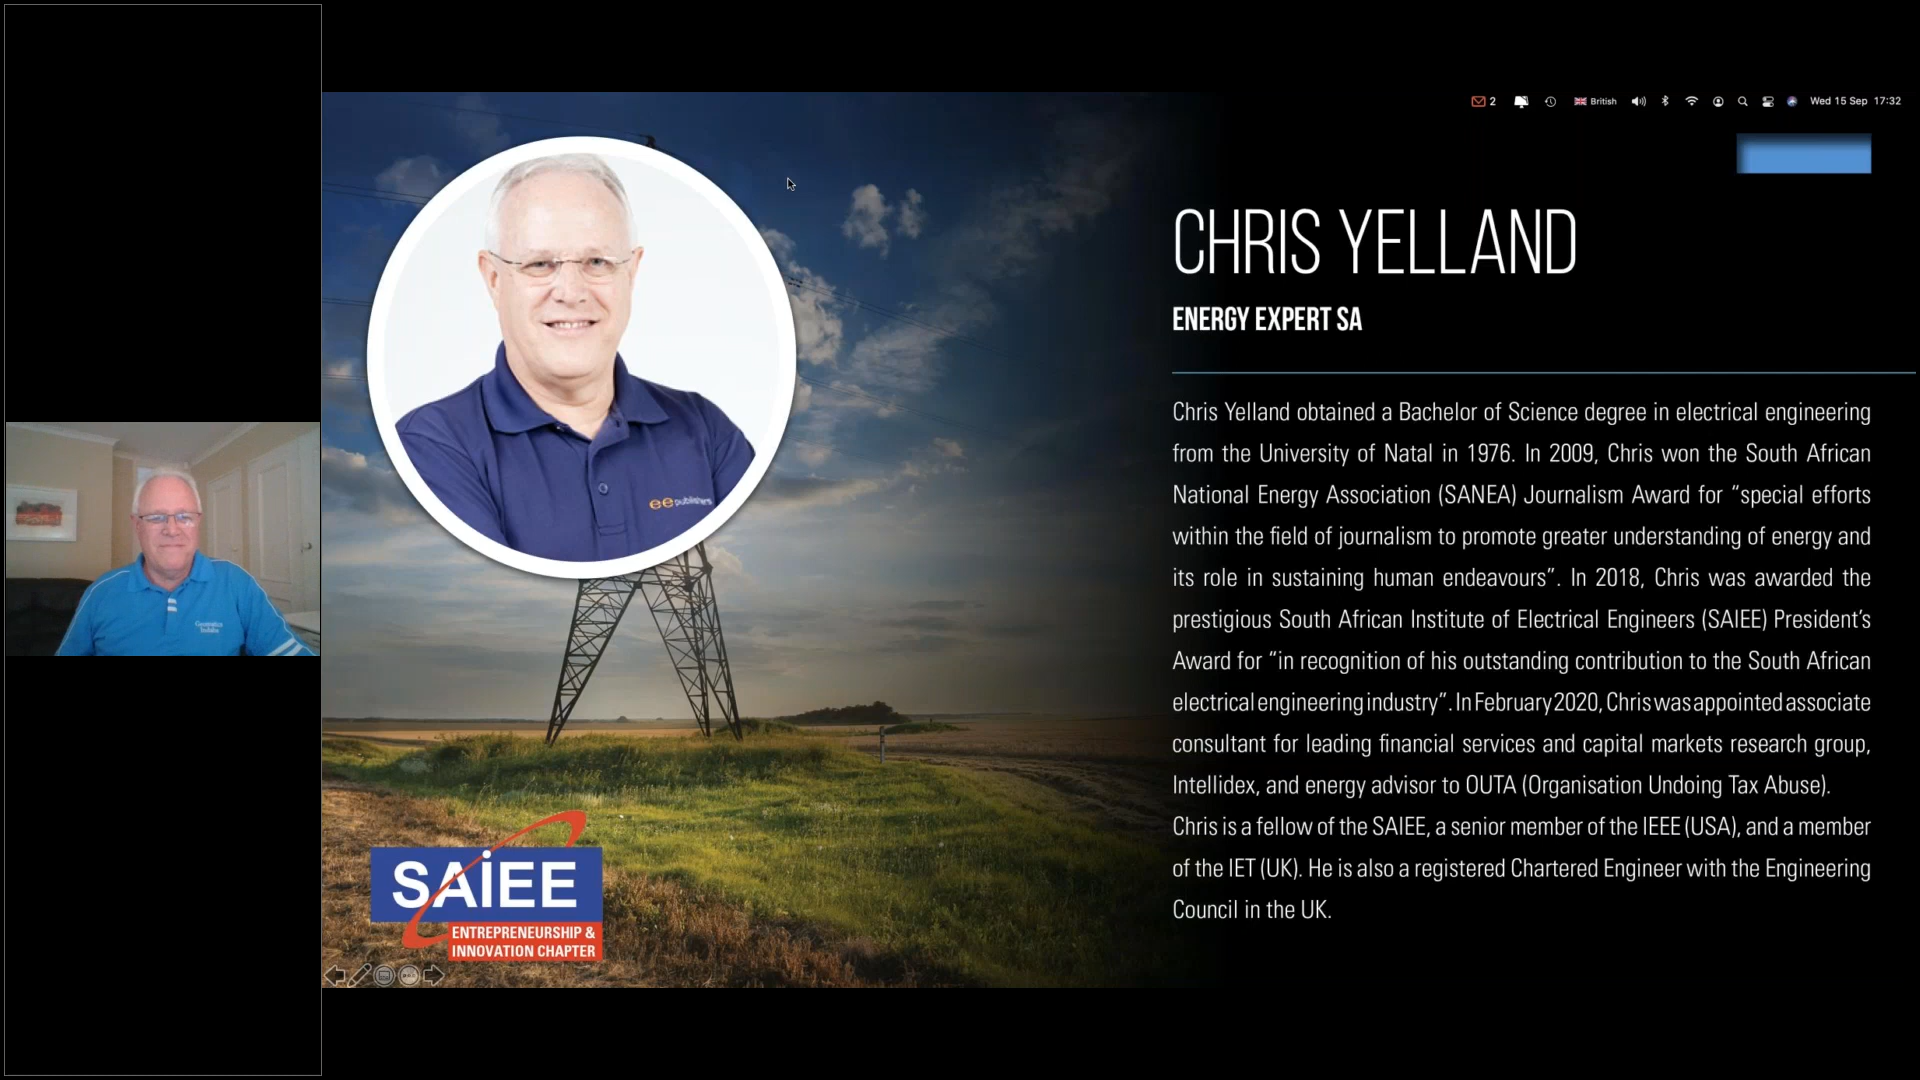 2 British Wed 15 Sep 17:32
CHRIS YELLAND
ENERGY EXPERT SA
Chris Yelland obtained a Bachelor of Science degree in electrical engineering
from the University of Natal in 1976. In 2009, Chris won the South African
National Energy Association (SANEA) Journalism Award for “special efforts
within the field of journalism to promote greater understanding of energy and
its role in sustaining human endeavours”. In 2018, Chris was awarded the
prestigious South African Institute of Electrical Engineers (SAIEE) President’s
Award for “in recognition of his outstanding contribution to the South African
electrical engineering industry”. In February 2020, Chris was appointed associate
consultant for leading financial services and capital markets research group,
Intellidex, and energy advisor to OUTA (Organisation Undoing Tax Abuse).
Chris is a fellow of the SAIEE, a senior member of the IEEE (USA), and a member
of the IET (UK). He is also a registered Chartered Engineer with the Engineering
Council in the UK.
ee publishers
SAiEE
ENTREPRENEURSHIP &
INNOVATION CHAPTER